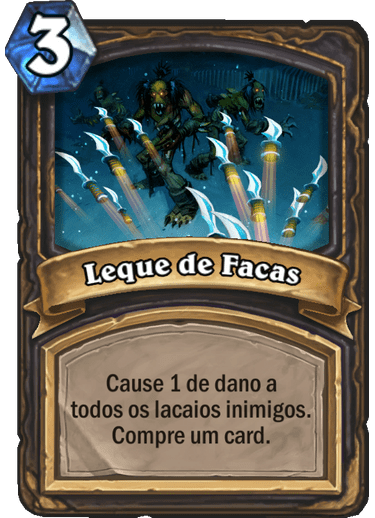 3
Leque de Facas
Cause 1 de dano a
todos os lacaios inimigos.
Compre um card.